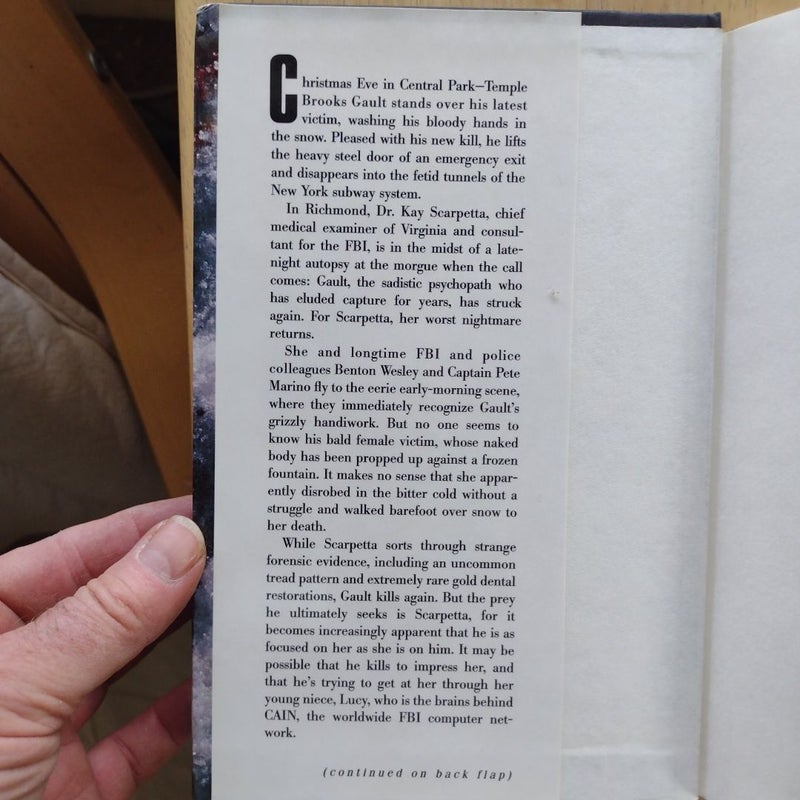 Christmas Eve in Central Park—Temple
Brooks Gault stands over his latest
victim, washing his bloody hands in
the snow. Pleased with his new kill, he lifts
the heavy steel door of an emergency exit
and disappears into the fetid tunnels of the
New York subway system.
In Richmond, Dr. Kay Scarpetta, chief
medical examiner of Virginia and consul-
tant for the FBI, is in the midst of a late-
night autopsy at the morgue when the call
comes: Gault, the sadistic psychopath who
has eluded capture for years, has struck
again. For Scarpetta, her worst nightmare
returns.
She and longtime FBI and police
colleagues Benton Wesley and Captain Pete
Marino fly to the eerie early-morning scene,
where they immediately recognize Gault's
grizzly handiwork. But no one seems to
know his bald female victim, whose naked
body has been propped up against a frozen
fountain. It makes no sense that she appar-
ently disrobed in the bitter cold without a
struggle and walked barefoot over snow to
her death.
While Scarpetta sorts through strange
forensic evidence, including an uncommon
tread pattern and extremely rare gold dental
restorations, Gault kills again. But the prey
he ultimately seeks is Scarpetta, for it
becomes increasingly apparent that he is as
focused on her as she is on him. It may be
possible that he kills to impress her, and
that he's trying to get at her through her
young niece, Lucy, who is the brains behind
CAIN, the worldwide FBI computer net-
work.
(continued on back flap)